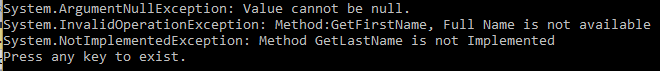 System.ArgumentNullException: Value cannot be null.
System.InvalidOperationException: Method:GetFirstName, Full Name is not available
System.NotImplementedException: Method GetLastName is not Implemented
Press any key to exist.